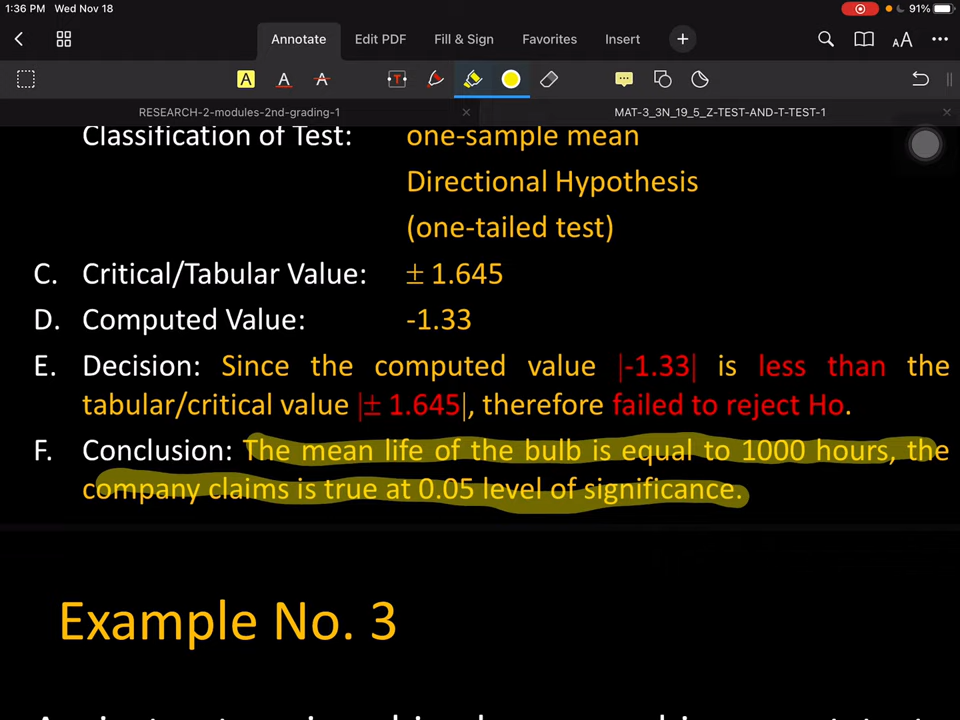 1:36 PM Wed Nov 18
91%
Annotate Edit PDF Fill & Sign Favorites Insert
AA
A A A T
RESEARCH-2-modules-2nd-grading-1 MAT-3_3N_19_5_Z-TEST-AND-T-TEST-1
Classification of Test: one-sample mean
Directional Hypothesis
(one-tailed test)
C. Critical/Tabular Value: ± 1.645
D. Computed Value: -1.33
E. Decision: Since the computed value |-1.33| is less than the
tabular/critical value |± 1.645|, therefore failed to reject Ho.
F. Conclusion: The mean life of the bulb is equal to 1000 hours, the
company claims is true at 0.05 level of significance.
Example No. 3